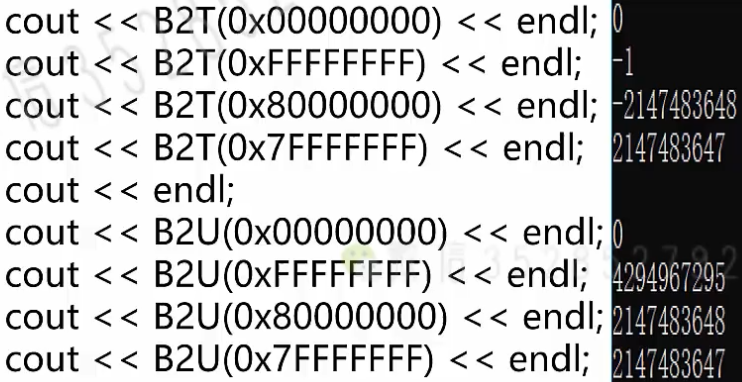 cout << B2T(0x00000000) << endl; 0
cout << B2T(0xFFFFFFFF) << endl; -1
cout << B2T(0x80000000) << endl; -2147483648
cout << B2T(0x7FFFFFFF) << endl; 2147483647
cout << endl;
cout << B2U(0x00000000) << endl; 0
cout << B2U(0xFFFFFFFF) << endl; 4294967295
cout << B2U(0x80000000) << endl; 2147483648
cout << B2U(0x7FFFFFFF) << endl; 2147483647